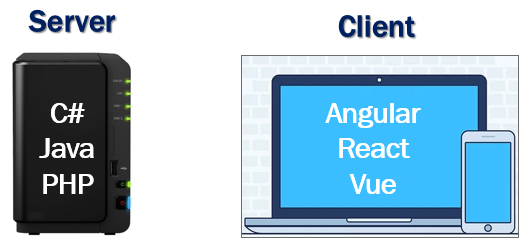 Server
C#
Java
PHP
Client
Angular
React
Vue